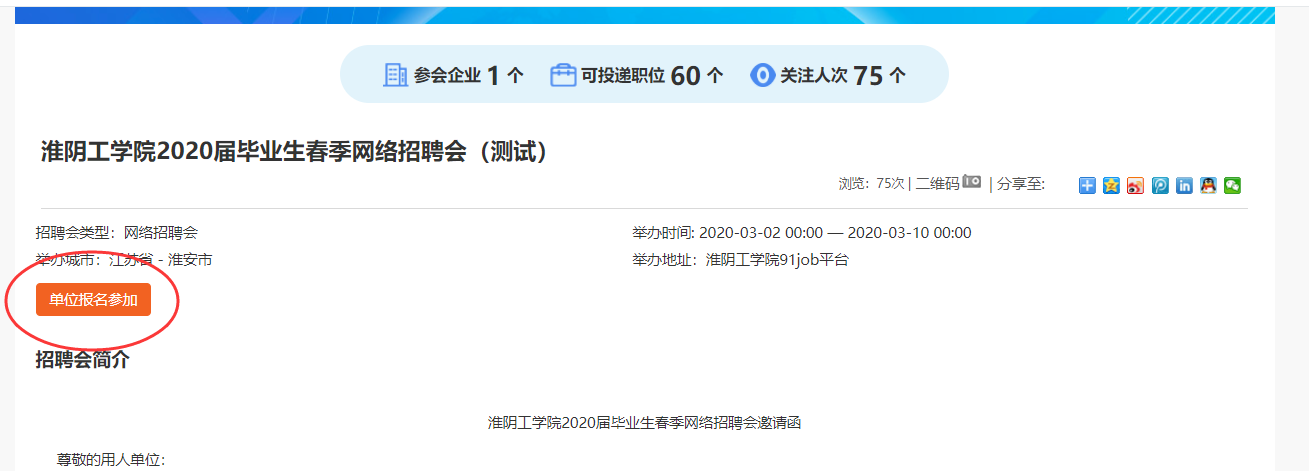 参会企业 1 个 可投递职位 60 个 关注人次 75 个
淮阴工学院2020届毕业生春季网络招聘会（测试）
浏览：75次 | 二维码 | 分享至:
招聘会类型：网络招聘会 举办时间: 2020-03-02 00:00 — 2020-03-10 00:00
举办城市：江苏省 - 淮安市 举办地址：淮阴工学院91job平台
单位报名参加
招聘会简介
淮阴工学院2020届毕业生春季网络招聘会邀请函
尊敬的用人单位：